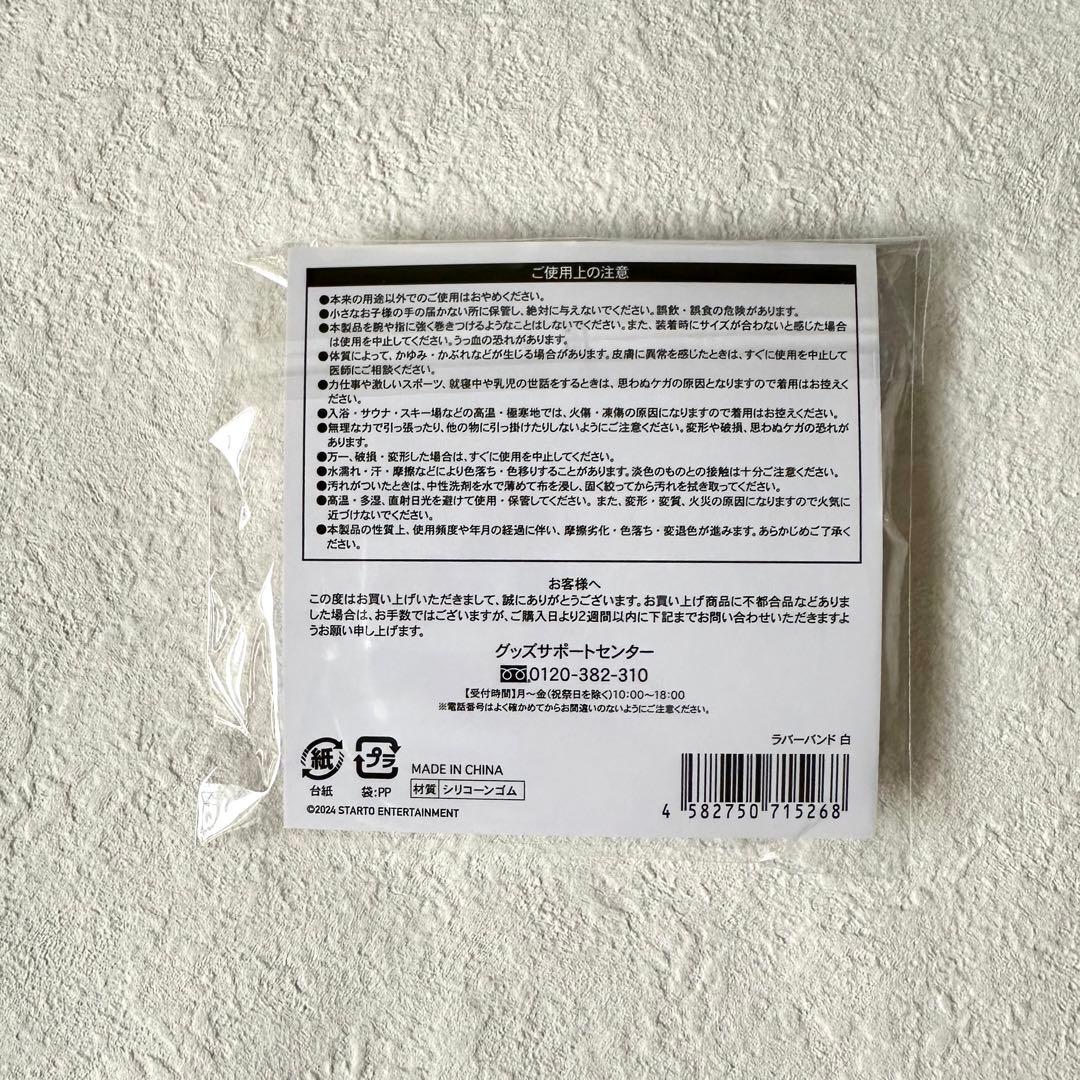 ご使用上の注意
●本来の用途以外でのご使用はおやめください。
●小さなお子様の手の届かない所に保管し、絶対に与えないでください。誤飲・誤食の危険があります。
●本製品を腕や指に強く巻きつけるようなことはしないでください。また、装着時にサイズが合わないと感じた場合
は使用を中止してください。うっ血の恐れがあります。
●体質によって、かゆみ・かぶれなどが生じる場合があります。皮膚に異常を感じたときは、すぐに使用を中止して
医師にご相談ください。
●力仕事や激しいスポーツ、就寝中や乳児の世話をするときは、思わぬケガの原因となりますので着用はお控えく
ださい。
●入浴・サウナ・スキー場などの高温・極寒地では、火傷・凍傷の原因になりますので着用はお控えください。
●無理な力で引っ張ったり、他の物に引っ掛けたりしないようにご注意ください。変形や破損、思わぬケガの恐れが
あります。
●万一、破損・変形した場合は、すぐに使用を中止してください。
●水濡れ・汗・摩擦などにより色落ち・色移りすることがあります。淡色のものとの接触は十分ご注意ください。
●汚れがついたときは、中性洗剤を水で薄めて布を浸し、固く絞ってから汚れを拭き取ってください。
●高温・多湿、直射日光を避けて使用・保管してください。また、変形・変質、火災の原因になりますので火気に
近づけないでください。
●本製品の性質上、使用頻度や年月の経過に伴い、摩擦劣化・色落ち・変退色が進みます。あらかじめご了承く
ださい。
お客様へ
この度はお買い上げいただきまして、誠にありがとうございます。お買い上げ商品に不都合品などありま
した場合は、お手数ではございますが、ご購入日より2週間以内に下記までお問い合わせいただきますよ
うお願い申し上げます。
グッズサポートセンター
0120-382-310
【受付時間】月〜金(祝祭日を除く)10:00〜18:00
※電話番号はよく確かめてからお間違いのないようにご注意ください。
ラバーバンド 白
紙 プラ
台紙 袋:PP
MADE IN CHINA
材質 シリコーンゴム
©2024 STARTO ENTERTAINMENT
4 582750 715268